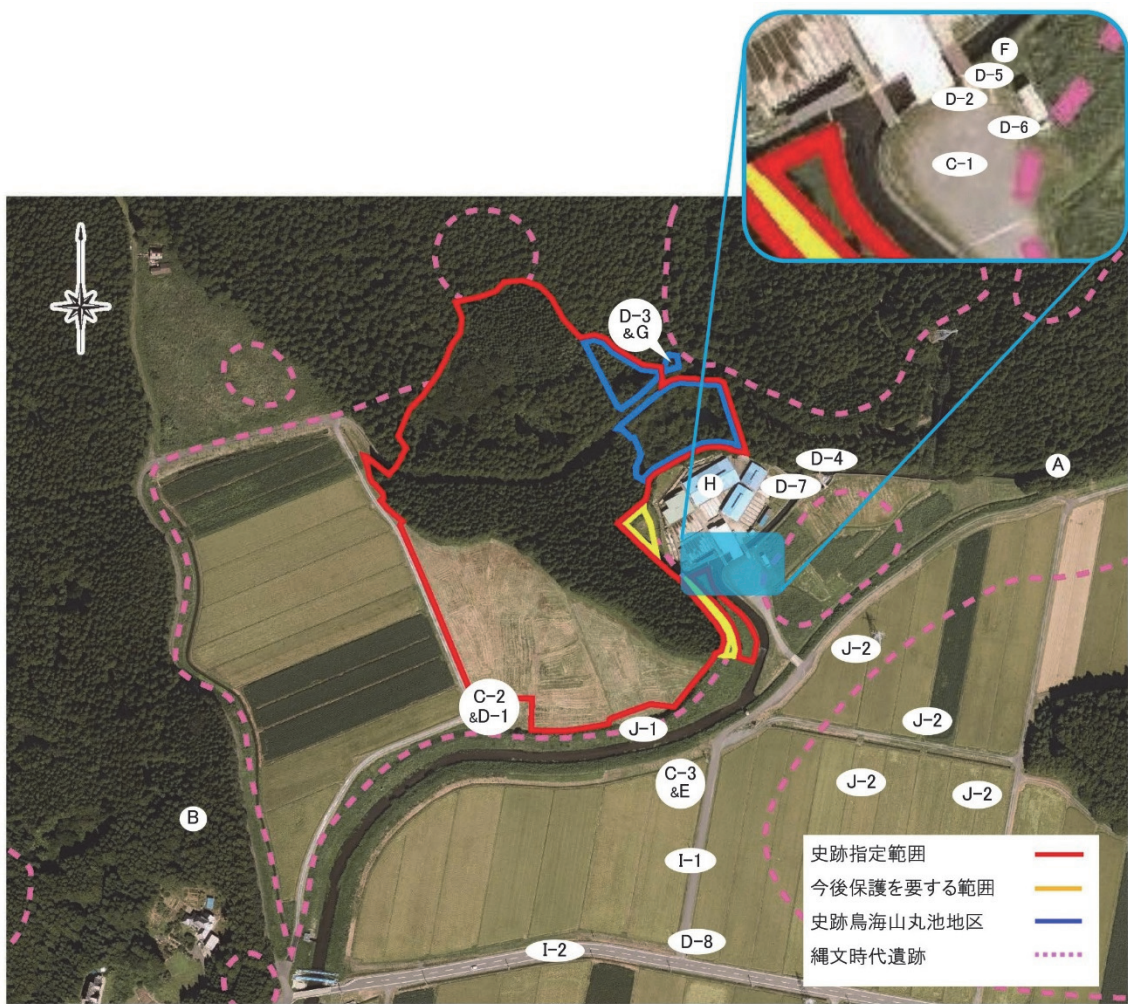 F
D-5
D-2
D-6
C-1
D-3
&G
D-4
A
H
D-7
J-2
C-2
&D-1
J-1
J-2
C-3
&E
J-2
J-2
B
I-1
D-8
I-2
史跡指定範囲
今後保護を要する範囲
史跡鳥海山丸池地区
縄文時代遺跡